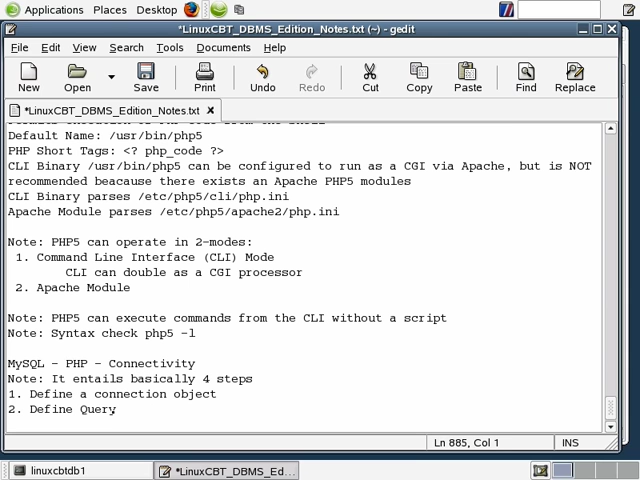 Applications Places Desktop
*LinuxCBT_DBMS_Edition_Notes.txt (~) - gedit
File Edit View Search Tools Documents Help
New Open Save Print Undo Redo Cut Copy Paste Find Replace
*LinuxCBT_DBMS_Edition_Notes.txt
Default Name: /usr/bin/php5
PHP Short Tags: <? php_code ?>
CLI Binary /usr/bin/php5 can be configured to run as a CGI via Apache, but is NOT
recommended beacause there exists an Apache PHP5 modules
CLI Binary parses /etc/php5/cli/php.ini
Apache Module parses /etc/php5/apache2/php.ini
Note: PHP5 can operate in 2-modes:
1. Command Line Interface (CLI) Mode
CLI can double as a CGI processor
2. Apache Module
Note: PHP5 can execute commands from the CLI without a script
Note: Syntax check php5 -l
MySQL - PHP - Connectivity
Note: It entails basically 4 steps
1. Define a connection object
2. Define Query
Ln 885, Col 1 INS
linuxcbtdb1 *LinuxCBT_DBMS_Ed...